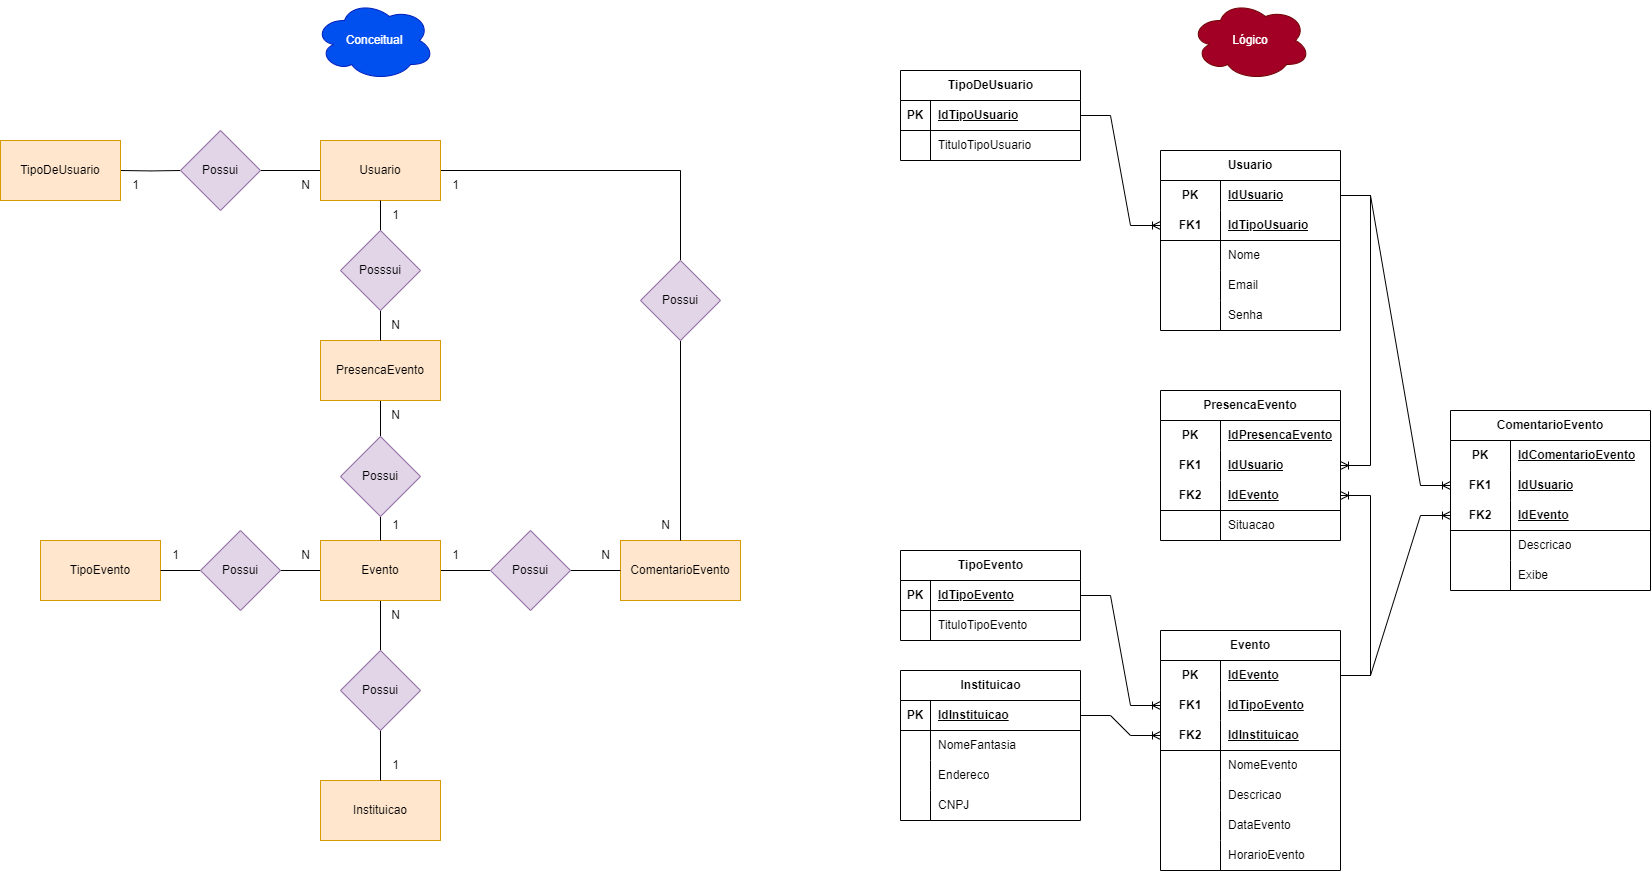 Conceitual
TipoDeUsuario
1
Possui
N
Usuario
1
1
Posssui
N
Possui
PresencaEvento
N
Possui
1
N
TipoEvento
1
Possui
N
Evento
1
Possui
N
ComentarioEvento
N
Possui
1
Instituicao
Lógico
TipoDeUsuario
PK IdTipoUsuario
TituloTipoUsuario
Usuario
PK IdUsuario
FK1 IdTipoUsuario
Nome
Email
Senha
PresencaEvento
PK IdPresencaEvento
FK1 IdUsuario
FK2 IdEvento
Situacao
ComentarioEvento
PK IdComentarioEvento
FK1 IdUsuario
FK2 IdEvento
Descricao
Exibe
TipoEvento
PK IdTipoEvento
TituloTipoEvento
Instituicao
PK IdInstituicao
NomeFantasia
Endereco
CNPJ
Evento
PK IdEvento
FK1 IdTipoEvento
FK2 IdInstituicao
NomeEvento
Descricao
DataEvento
HorarioEvento